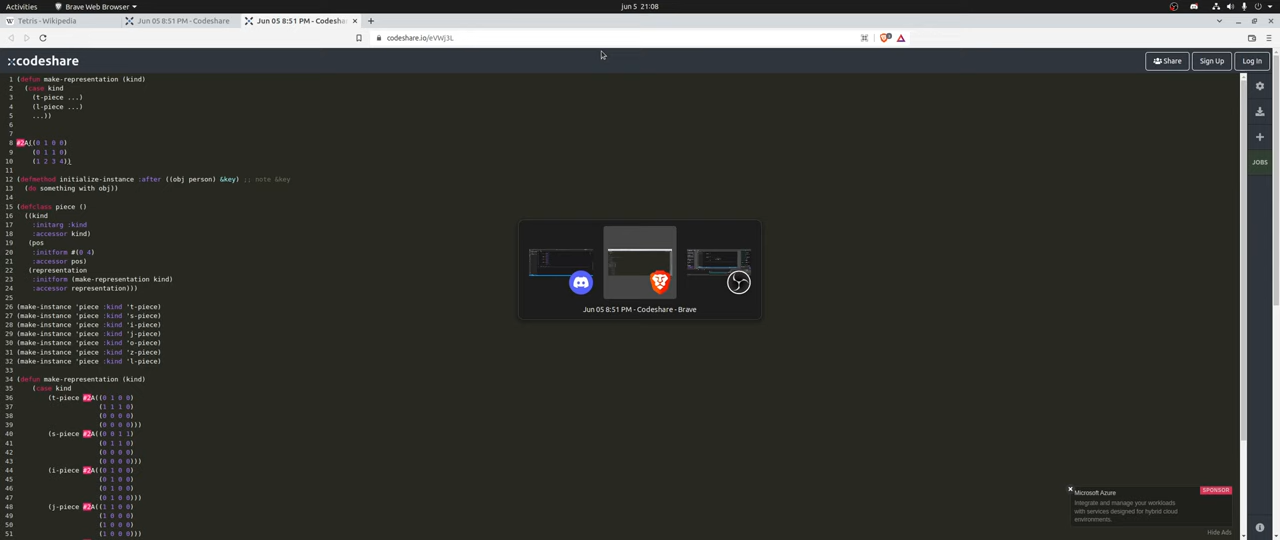 Activities
Brave Web Browser
jun 5 21:08
Tetris - Wikipedia
Jun 05 8:51 PM - Codeshare
Jun 05 8:51 PM - Codesha
codeshare.io/eVWj3L
::codeshare
Share
Sign Up
Log In
1 (defun make-representation (kind)
2 (case kind
3 (t-piece ...)
4 (l-piece ...)
5 ...))
6
7
8 #2A((0 1 0 0)
9 (0 1 1 0)
10 (1 2 3 4))
11
12 (defmethod initialize-instance :after ((obj person) &key) ;; note &key
13 (do something with obj))
14
15 (defclass piece ()
16 ((kind
17 :initarg :kind
18 :accessor kind)
19 (pos
20 :initform #(0 4)
21 :accessor pos)
22 (representation
23 :initform (make-representation kind)
24 :accessor representation)))
25
26 (make-instance 'piece :kind 't-piece)
27 (make-instance 'piece :kind 's-piece)
28 (make-instance 'piece :kind 'i-piece)
29 (make-instance 'piece :kind 'j-piece)
30 (make-instance 'piece :kind 'o-piece)
31 (make-instance 'piece :kind 'z-piece)
32 (make-instance 'piece :kind 'l-piece)
33
34 (defun make-representation (kind)
35 (case kind
36 (t-piece #2A((0 1 0 0)
37 (1 1 1 0)
38 (0 0 0 0)
39 (0 0 0 0)))
40 (s-piece #2A((0 0 1 1)
41 (0 1 1 0)
42 (0 0 0 0)
43 (0 0 0 0)))
44 (i-piece #2A((0 1 0 0)
45 (0 1 0 0)
46 (0 1 0 0)
47 (0 1 0 0)))
48 (j-piece #2A((1 1 0 0)
49 (1 0 0 0)
50 (1 0 0 0)
51 (1 0 0 0)))
JOBS
Jun 05 8:51 PM - Codeshare - Brave
Microsoft Azure
SPONSOR
Integrate and manage your workloads
with services designed for hybrid cloud
environments.
Hide Ads